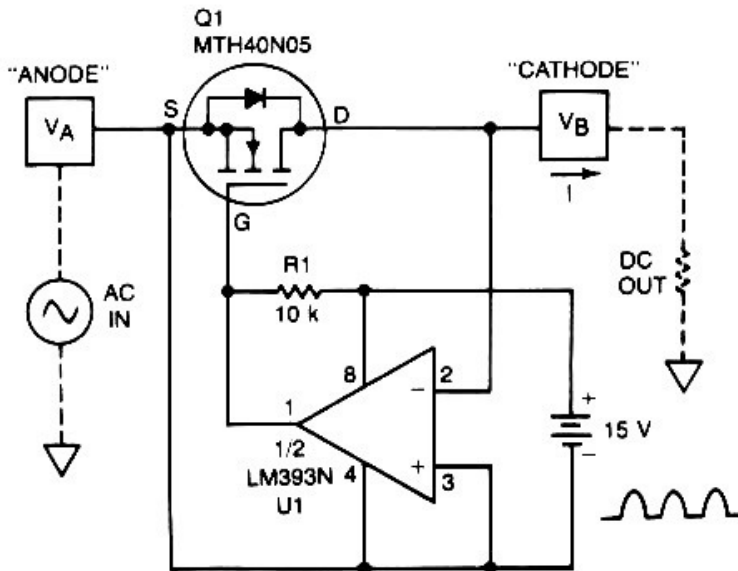 Q1
MTH40N05
"ANODE"
"CATHODE"
S
D
VA
VB
I
G
AC
IN
R1
10 k
DC
OUT
8
2
1
−
+
15 V
−
1/2
LM393N
U1
4
+
3